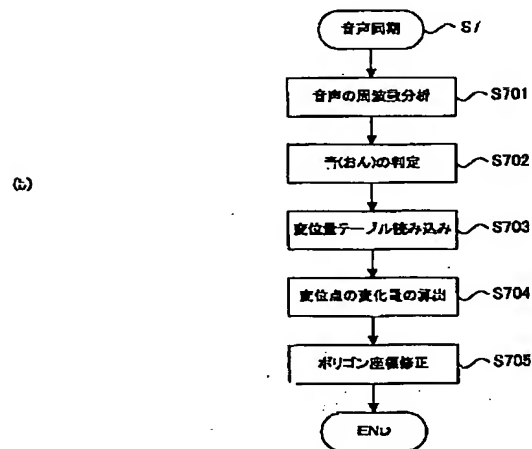 音声同期
S7
音声の周波数分析
S701
音(おん)の判定
S702
(b)
変位量テーブル読み込み
S703
変位点の変化量の算出
S704
ポリゴン座標修正
S705
END